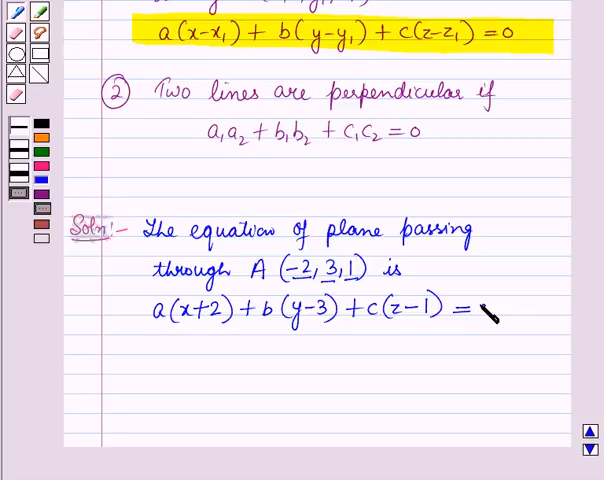 a(x-x₁) + b(y-y₁) + c(z-z₁) = 0
② Two lines are perpendicular if
a₁a₂ + b₁b₂ + c₁c₂ = 0
Soln:- The equation of plane passing
through A (-2, 3, 1) is
a(x+2) + b(y-3) + c(z-1) =